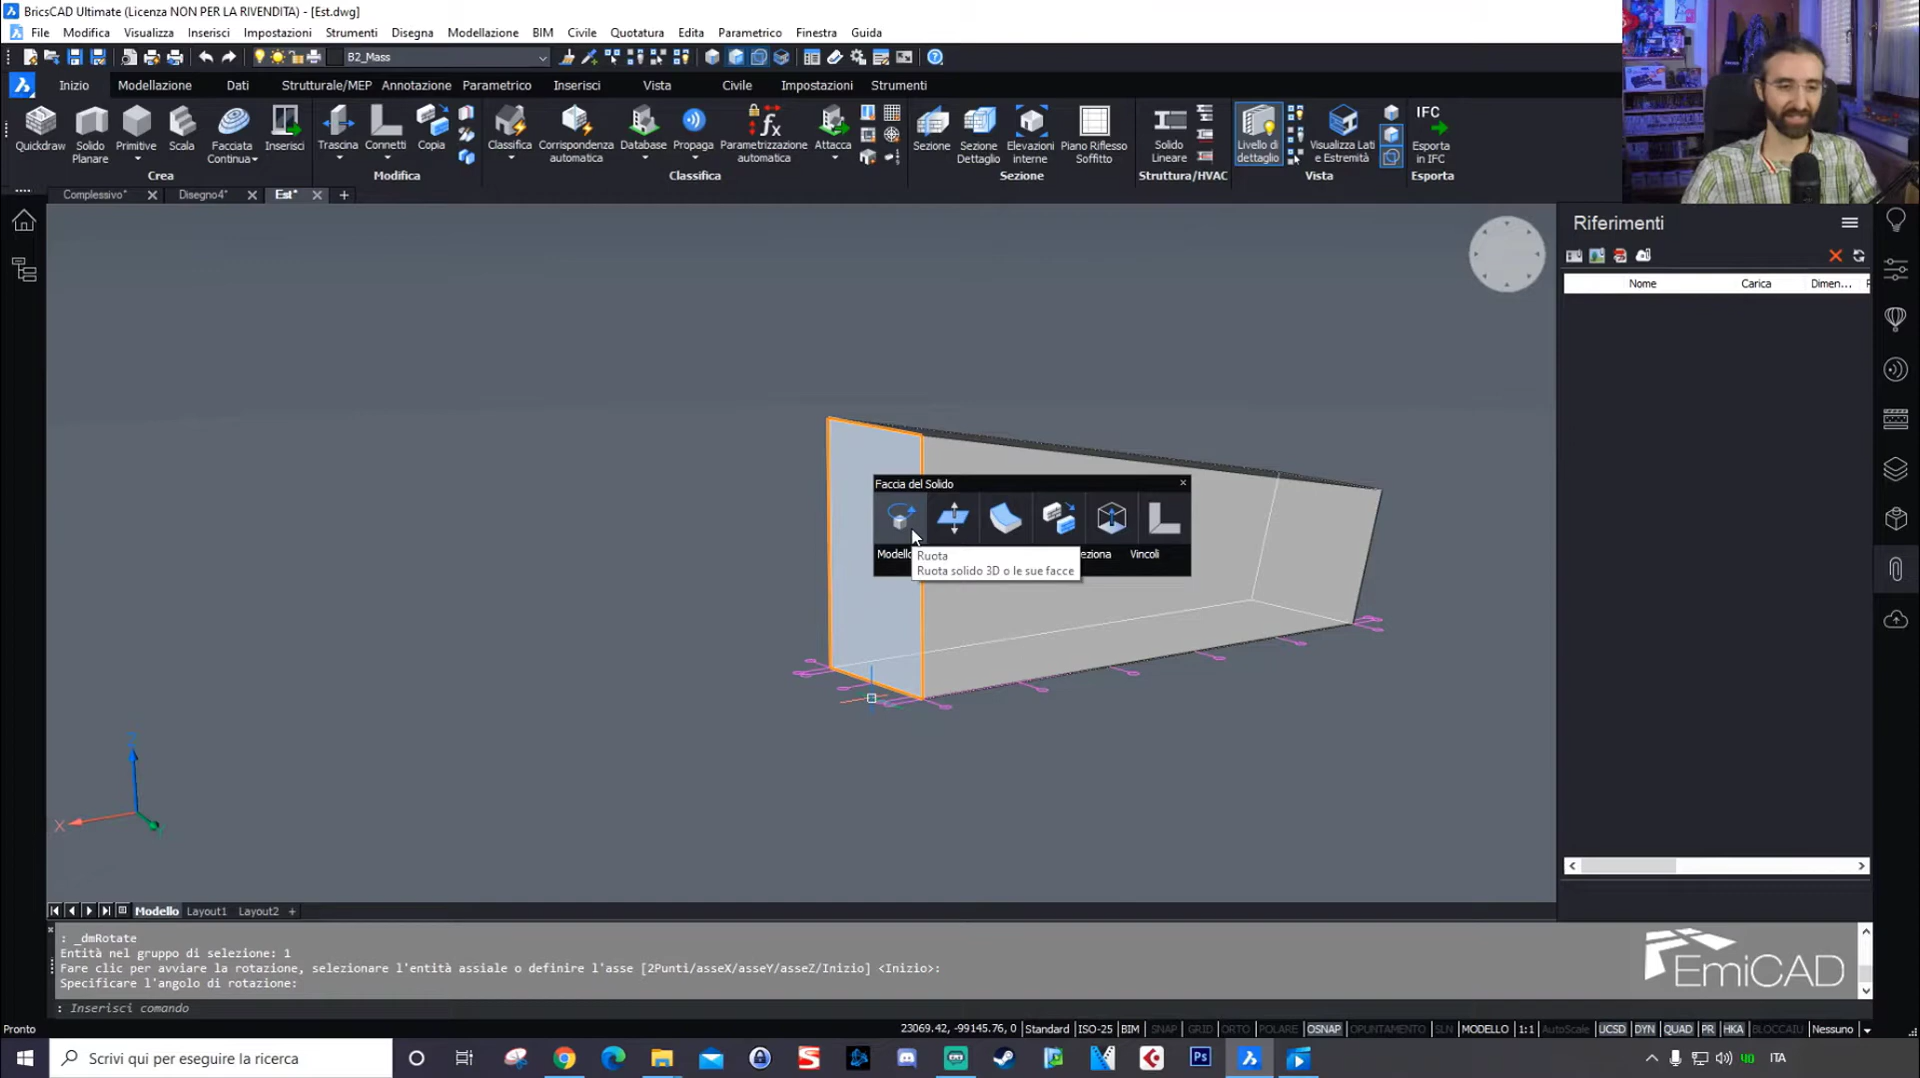 BricsCAD Ultimate (Licenza NON PER LA RIVENDITA) - [Est.dwg]
File Modifica Visualizza Inserisci Impostazioni Strumenti Disegna Modellazione BIM Civile Quotatura Edita Parametrico Finestra Guida
B2_Mass
Inizio Modellazione Dati Strutturale/MEP Annotazione Parametrico Inserisci Vista Civile Impostazioni Strumenti
Quickdraw Solido Planare Primitive Scala Facciata Continua Inserisci
Crea
Trascina Connetti Copia
Modifica
Classifica Corrispondenza automatica Database Propaga Parametrizzazione automatica Attacca
Classifica
Sezione Sezione Dettaglio Elevazioni interne Piano Riflesso Soffitto
Sezione
Solido Lineare
Struttura/HVAC
Livello di dettaglio Visualizza Lati e Estremità
Vista
IFC
Esporta in IFC
Esporta
Complessivo* Disegno4* Est*
Riferimenti
Nome Carica Dimen...
Faccia del Solido
Modello eziona Vincoli
Ruota
Ruota solido 3D o le sue facce
X
Modello Layout1 Layout2 +
: _dmRotate
Entità nel gruppo di selezione: 1
Fare clic per avviare la rotazione, selezionare l'entità assiale o definire l'asse [2Punti/asseX/asseY/asseZ/Inizio] <Inizio>:
Specificare l'angolo di rotazione:
: Inserisci comando
EmiCAD
Pronto
23069.42, -99145.76, 0 Standard ISO-25 BIM SNAP GRID ORTO POLARE OSNAP OPUNTAMENTO SLN MODELLO 1:1 AutoScale UCSD DYN QUAD PR HKA BLOCCAIU Nessuno
Scrivi qui per eseguire la ricerca
Ps
ITA